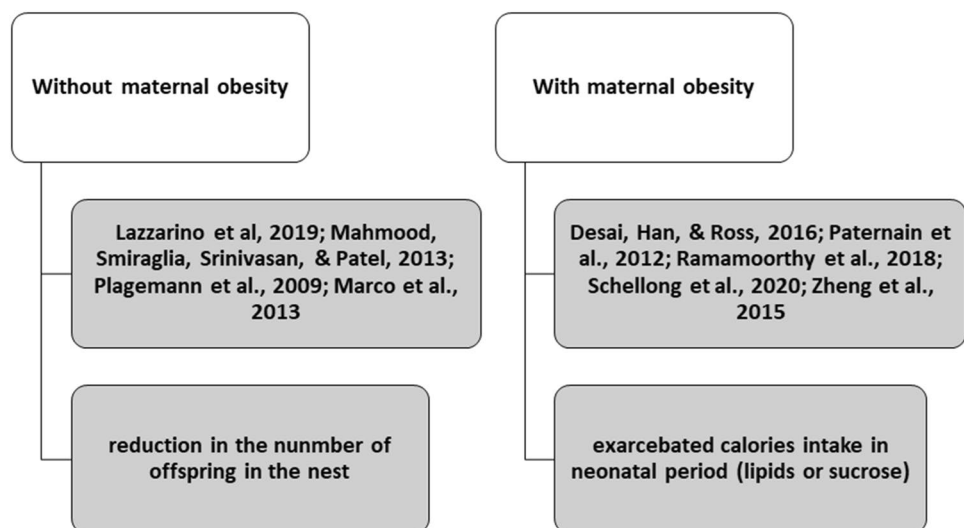 Without maternal obesity
Lazzarino et al, 2019; Mahmood,
Smiraglia, Srinivasan, & Patel, 2013;
Plagemann et al., 2009; Marco et al.,
2013
reduction in the nunmber of
offspring in the nest
With maternal obesity
Desai, Han, & Ross, 2016; Paternain et
al., 2012; Ramamoorthy et al., 2018;
Schellong et al., 2020; Zheng et al.,
2015
exarcebated calories intake in
neonatal period (lipids or sucrose)